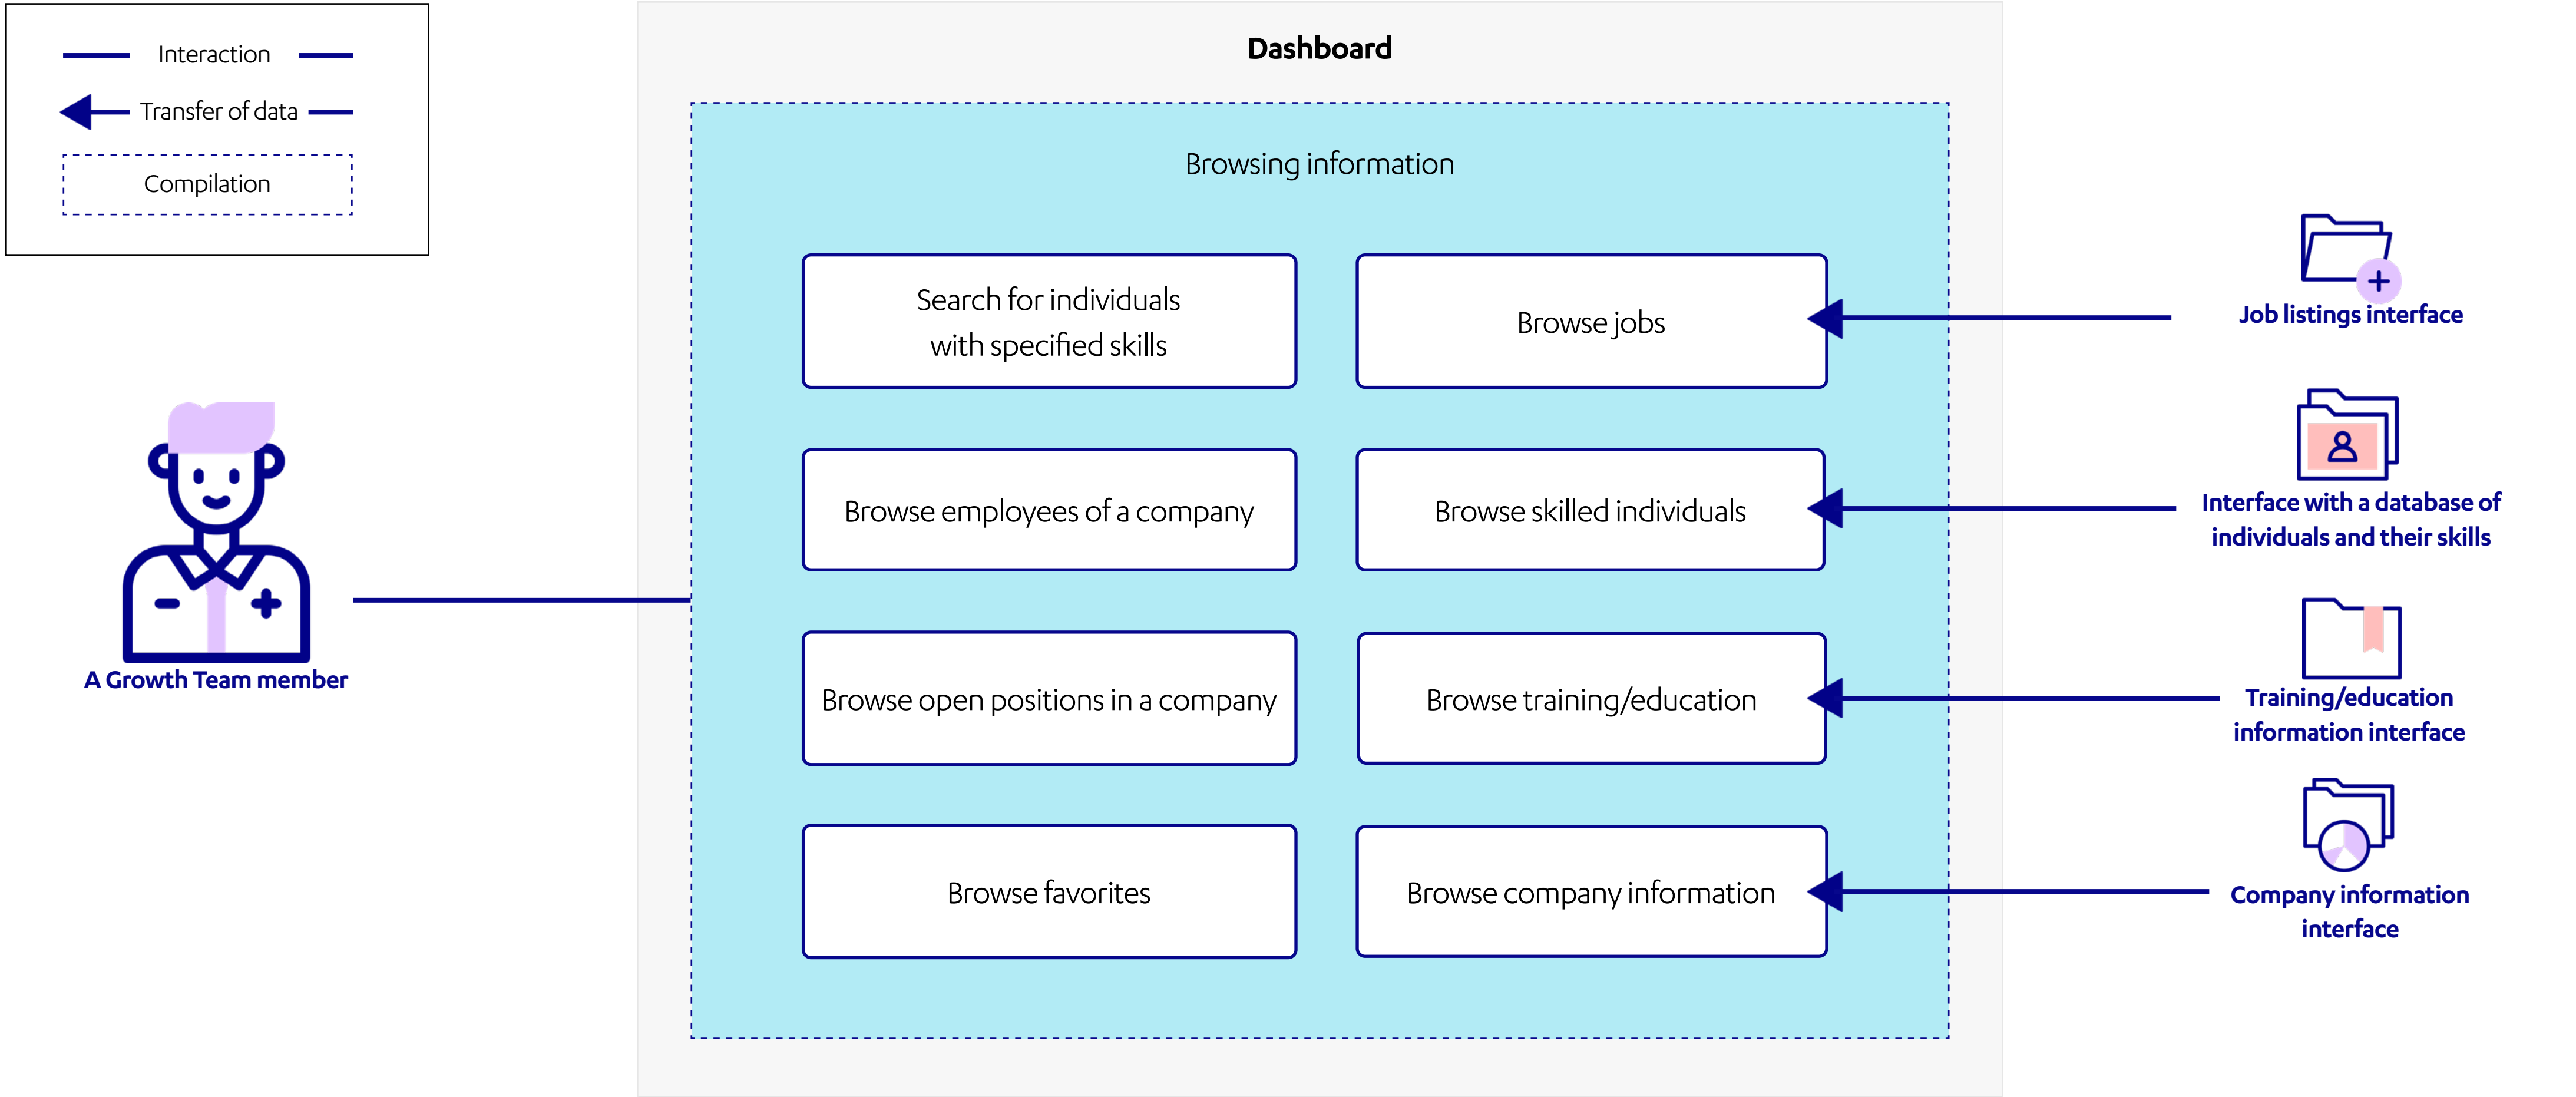 Interaction
Transfer of data
Compilation
Dashboard
Browsing information
Search for individuals
with specified skills
Browse jobs
Browse employees of a company
Browse skilled individuals
Browse open positions in a company
Browse training/education
Browse favorites
Browse company information
A Growth Team member
Job listings interface
Interface with a database of
individuals and their skills
Training/education
information interface
Company information
interface